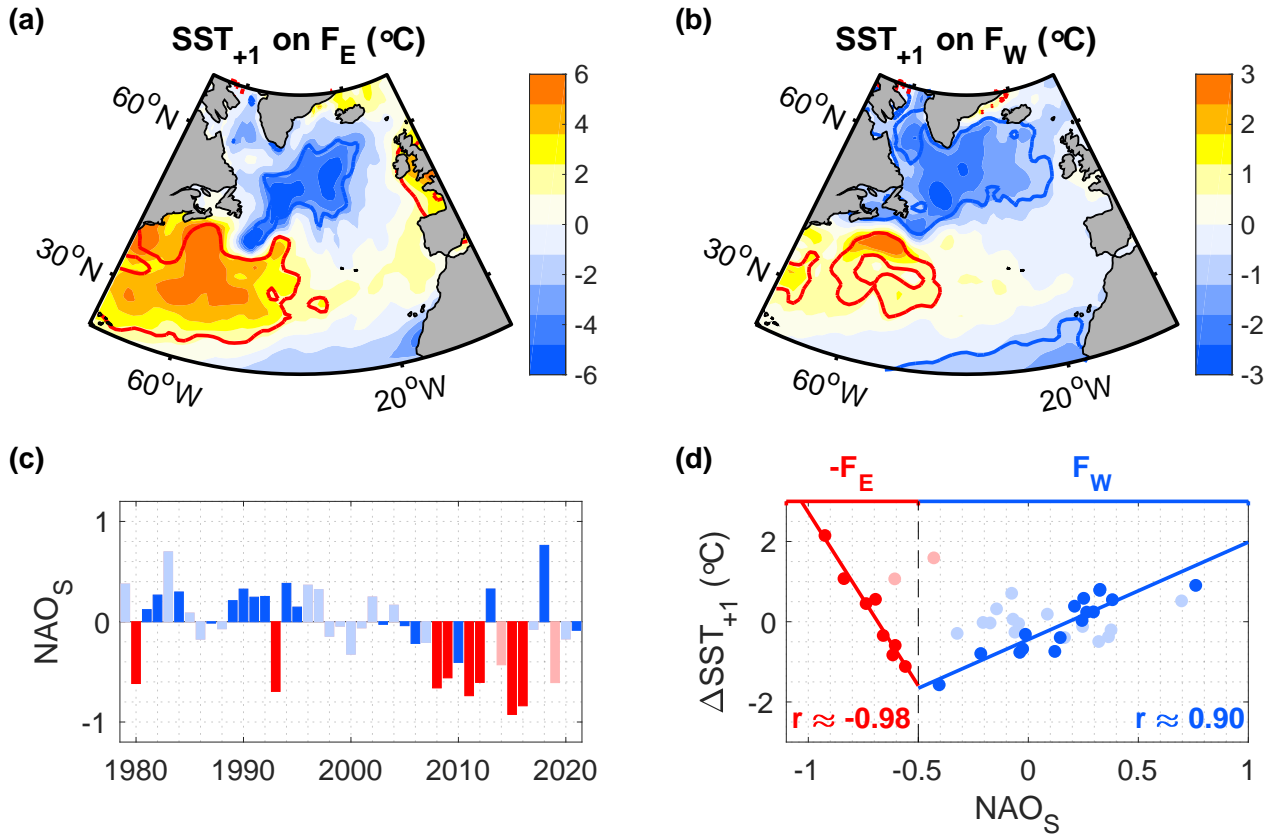 (a)
SST+1 on FE (°C)
60°N
30°N
60°W
20°W
6
4
2
0
-2
-4
-6
(b)
SST+1 on FW (°C)
60°N
30°N
60°W
20°W
3
2
1
0
-1
-2
-3
(c)
NAOS
1
0
-1
1980 1990 2000 2010 2020
(d)
-FE FW
ΔSST+1 (°C)
2
0
-2
r ≈ -0.98 r ≈ 0.90
-1 -0.5 0 0.5 1
NAOS